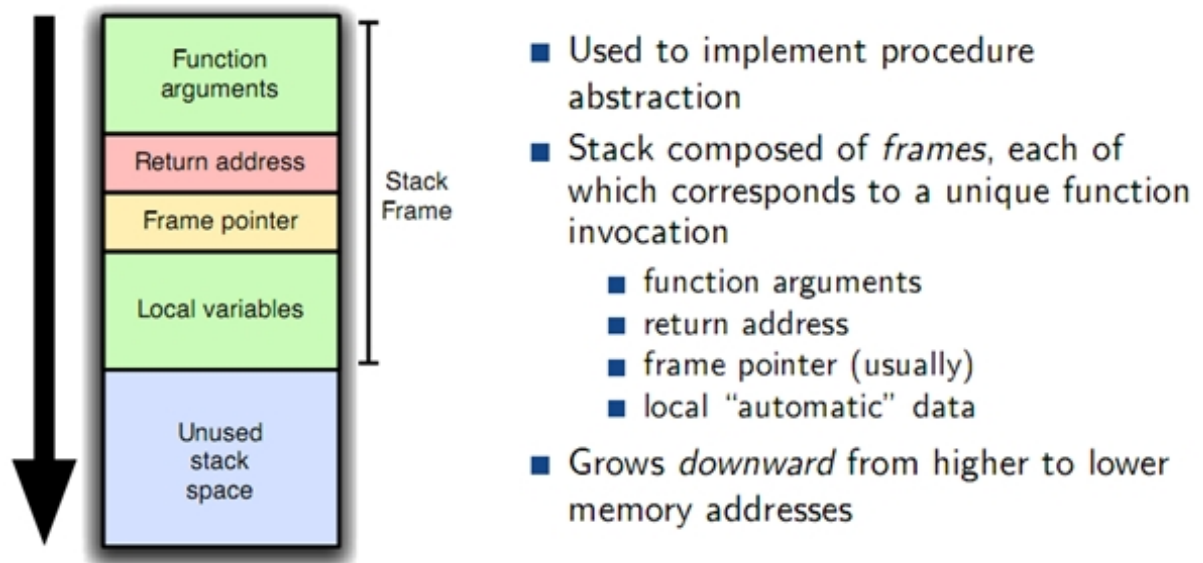 Function
arguments
Return address
Frame pointer
Local variables
Unused
stack
space
Stack
Frame
Used to implement procedure
abstraction
Stack composed of frames, each of
which corresponds to a unique function
invocation
function arguments
return address
frame pointer (usually)
local “automatic” data
Grows downward from higher to lower
memory addresses